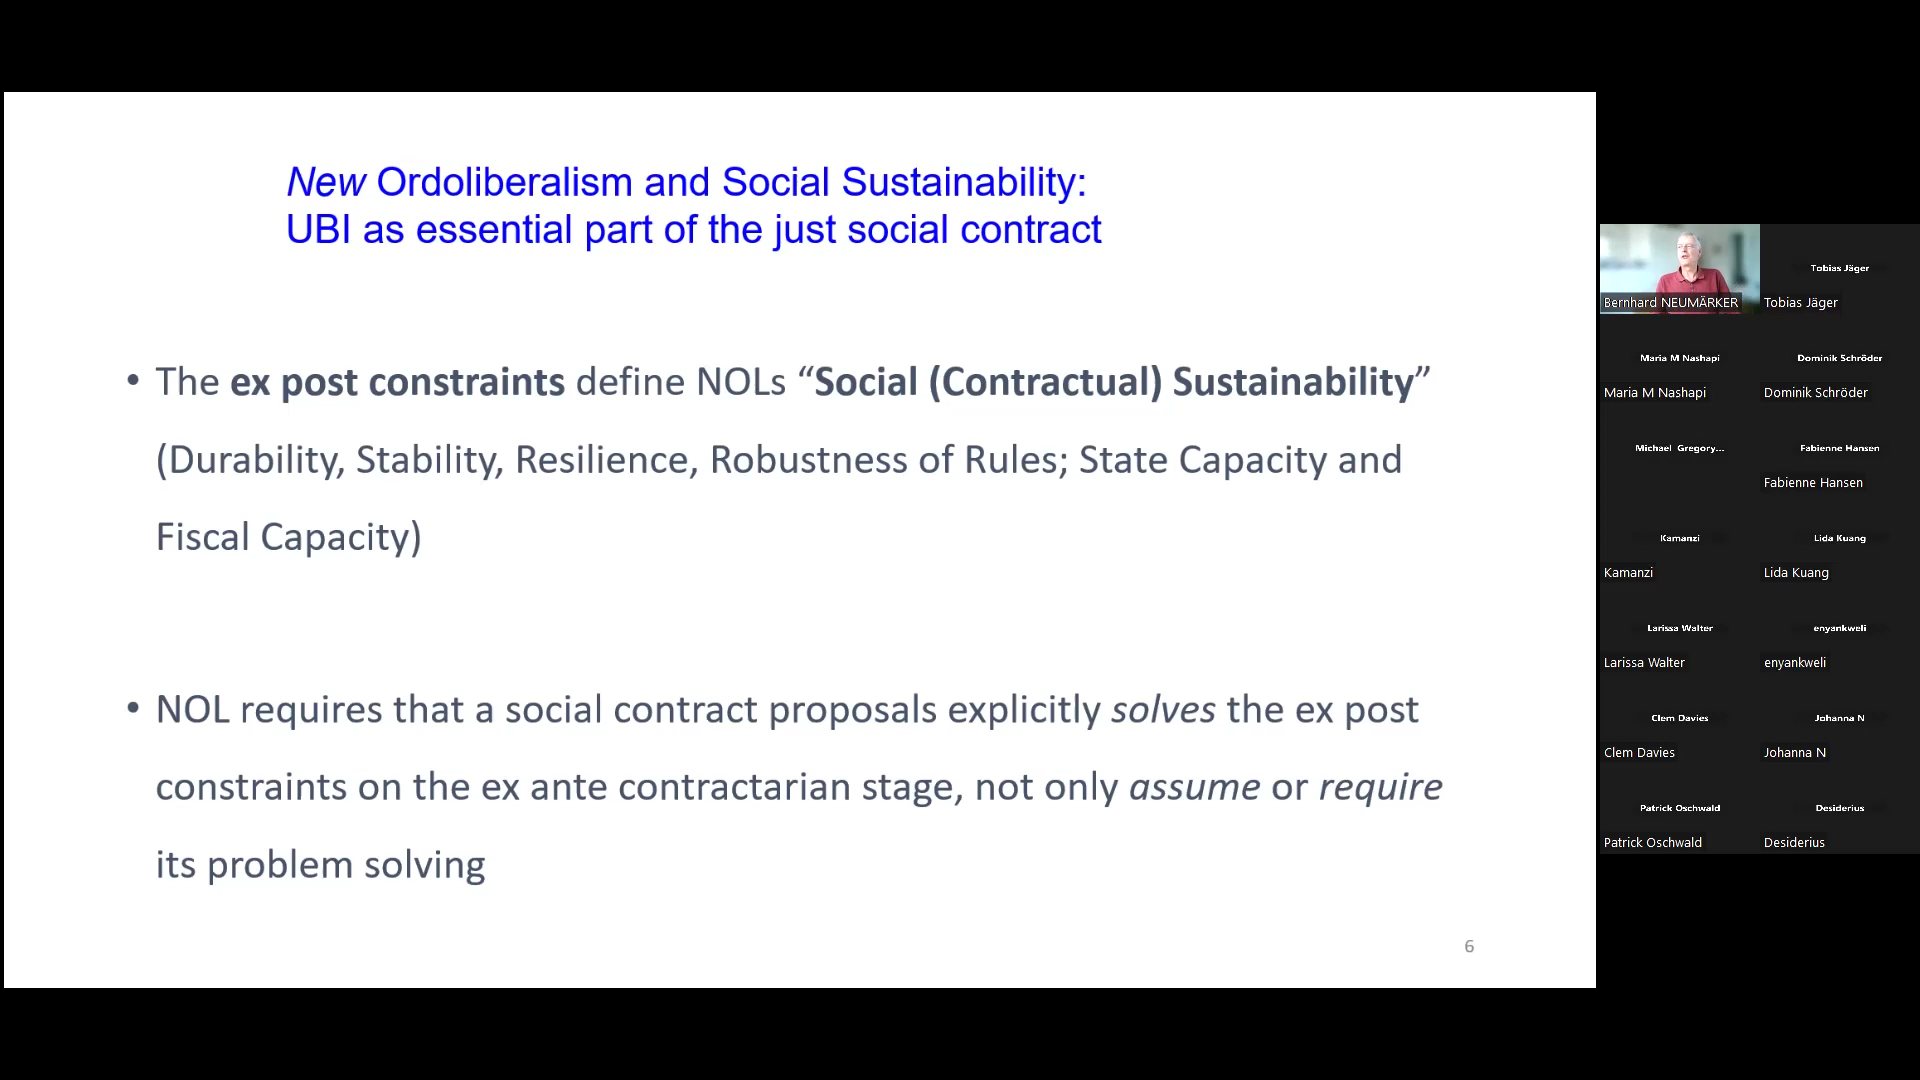 New Ordoliberalism and Social Sustainability:
UBI as essential part of the just social contract
• The ex post constraints define NOLs “Social (Contractual) Sustainability”
(Durability, Stability, Resilience, Robustness of Rules; State Capacity and
Fiscal Capacity)
• NOL requires that a social contract proposals explicitly solves the ex post
constraints on the ex ante contractarian stage, not only assume or require
its problem solving
6
Bernhard NEUMÄRKER
Tobias Jäger
Tobias Jäger
Maria M Nashapi
Maria M Nashapi
Dominik Schröder
Dominik Schröder
Michael Gregory...
Fabienne Hansen
Fabienne Hansen
Kamanzi
Kamanzi
Lida Kuang
Lida Kuang
Larissa Walter
Larissa Walter
enyankweli
enyankweli
Clem Davies
Clem Davies
Johanna N
Johanna N
Patrick Oschwald
Patrick Oschwald
Desiderius
Desiderius